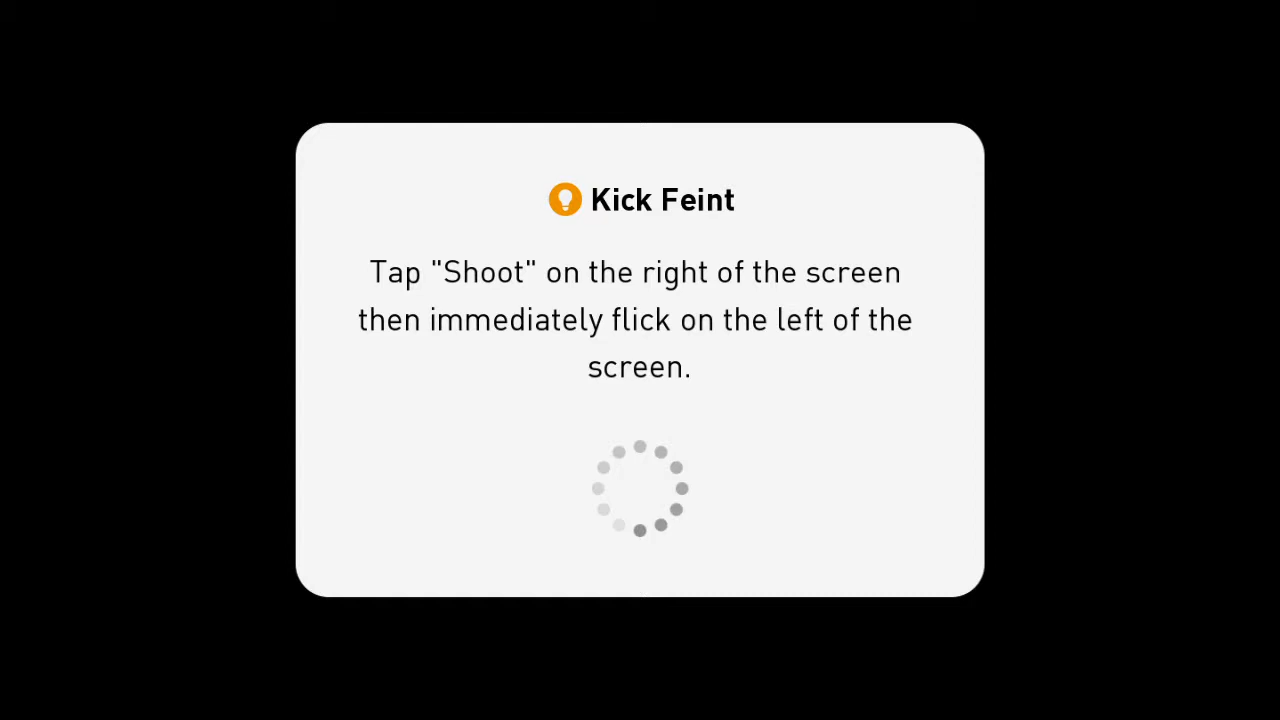 Kick Feint
Tap "Shoot" on the right of the screen
then immediately flick on the left of the
screen.